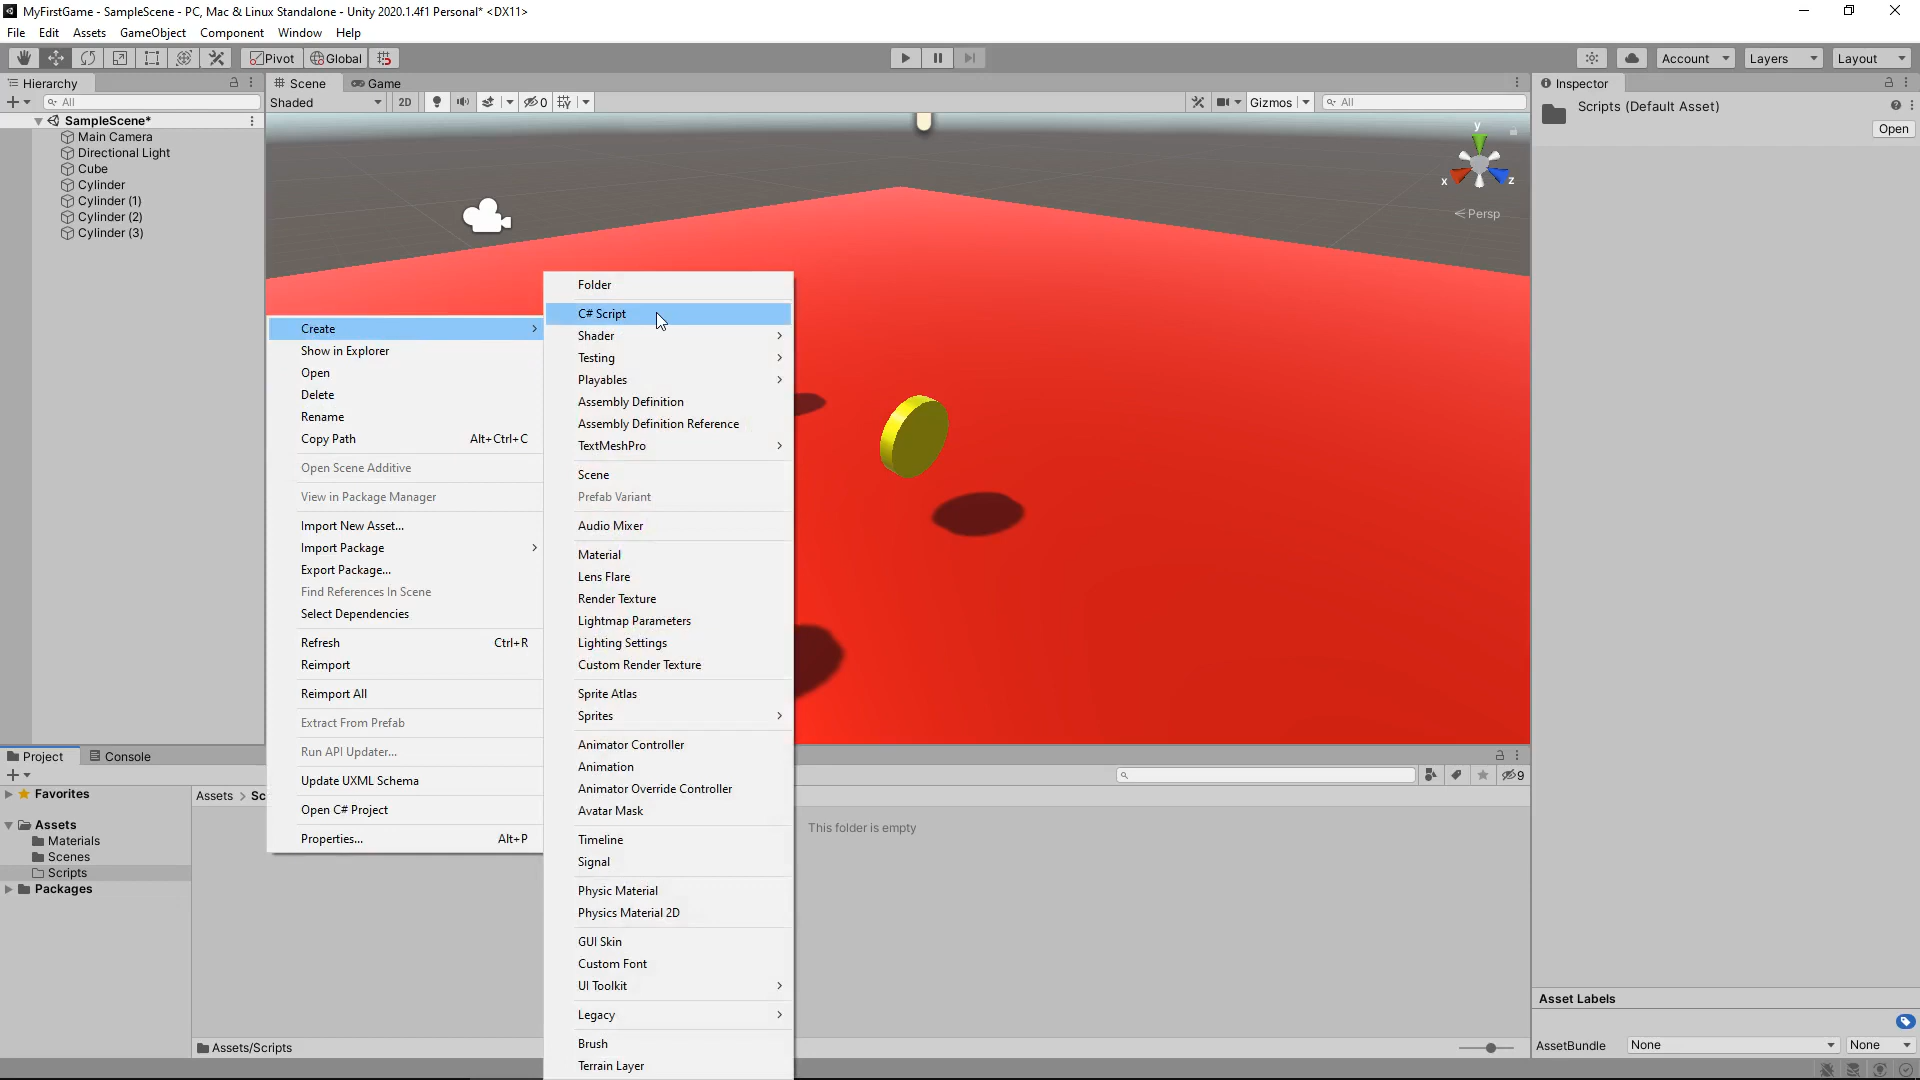 MyFirstGame - SampleScene - PC, Mac & Linux Standalone - Unity 2020.1.4f1 Personal* <DX11>
File Edit Assets GameObject Component Window Help
Pivot Global Account Layers Layout
Hierarchy
All
SampleScene*
Main Camera
Directional Light
Cube
Cylinder
Cylinder (1)
Cylinder (2)
Cylinder (3)
Scene Game
Shaded 2D 0 Gizmos All
y
x
z
Persp
Inspector
Scripts (Default Asset)
Open
Create
Show in Explorer
Open
Delete
Rename
Copy Path Alt+Ctrl+C
Open Scene Additive
View in Package Manager
Import New Asset...
Import Package
Export Package...
Find References In Scene
Select Dependencies
Refresh Ctrl+R
Reimport
Reimport All
Extract From Prefab
Run API Updater...
Update UXML Schema
Open C# Project
Properties... Alt+P
Folder
C# Script
Shader
Testing
Playables
Assembly Definition
Assembly Definition Reference
TextMeshPro
Scene
Prefab Variant
Audio Mixer
Material
Lens Flare
Render Texture
Lightmap Parameters
Lighting Settings
Custom Render Texture
Sprite Atlas
Sprites
Animator Controller
Animation
Animator Override Controller
Avatar Mask
Timeline
Signal
Physic Material
Physics Material 2D
GUI Skin
Custom Font
UI Toolkit
Legacy
Brush
Terrain Layer
Project Console
9
Favorites
Assets
Materials
Scenes
Scripts
Packages
Assets > Sc
This folder is empty
Assets/Scripts
Asset Labels
AssetBundle None None